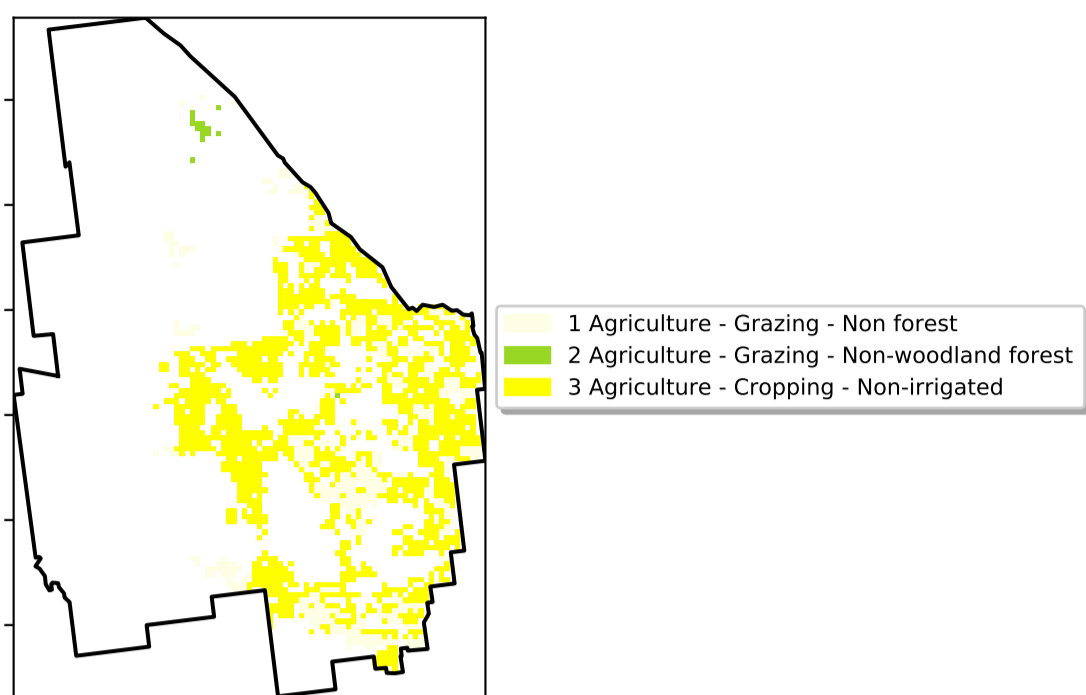 1 Agriculture - Grazing - Non forest
2 Agriculture - Grazing - Non-woodland forest
3 Agriculture - Cropping - Non-irrigated